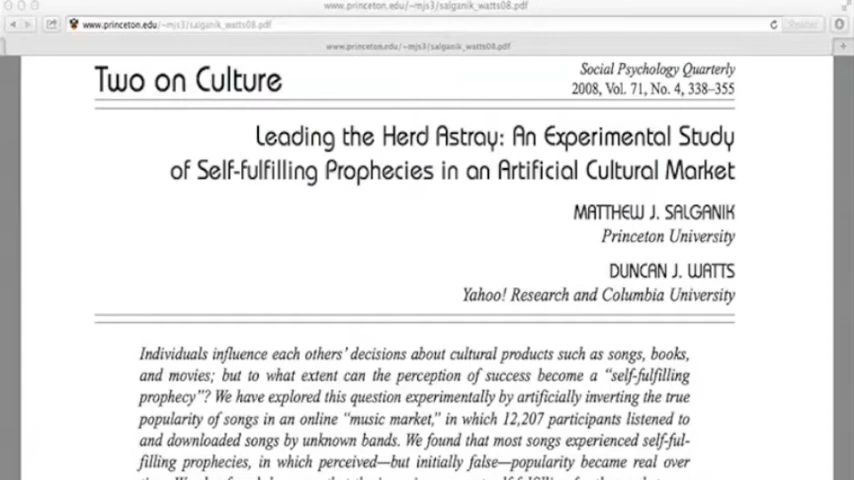 www.princeton.edu/~mjs3/salganik_watts08.pdf
www.princeton.edu/~mjs3/salganik_watts08.pdf
Reader
www.princeton.edu/~mjs3/salganik_watts08.pdf
Two on Culture
Social Psychology Quarterly
2008, Vol. 71, No. 4, 338–355
Leading the Herd Astray: An Experimental Study
of Self-fulfilling Prophecies in an Artificial Cultural Market
MATTHEW J. SALGANIK
Princeton University
DUNCAN J. WATTS
Yahoo! Research and Columbia University
Individuals influence each others' decisions about cultural products such as songs, books,
and movies; but to what extent can the perception of success become a “self-fulfilling
prophecy”? We have explored this question experimentally by artificially inverting the true
popularity of songs in an online “music market,” in which 12,207 participants listened to
and downloaded songs by unknown bands. We found that most songs experienced self-ful-
filling prophecies, in which perceived—but initially false—popularity became real over